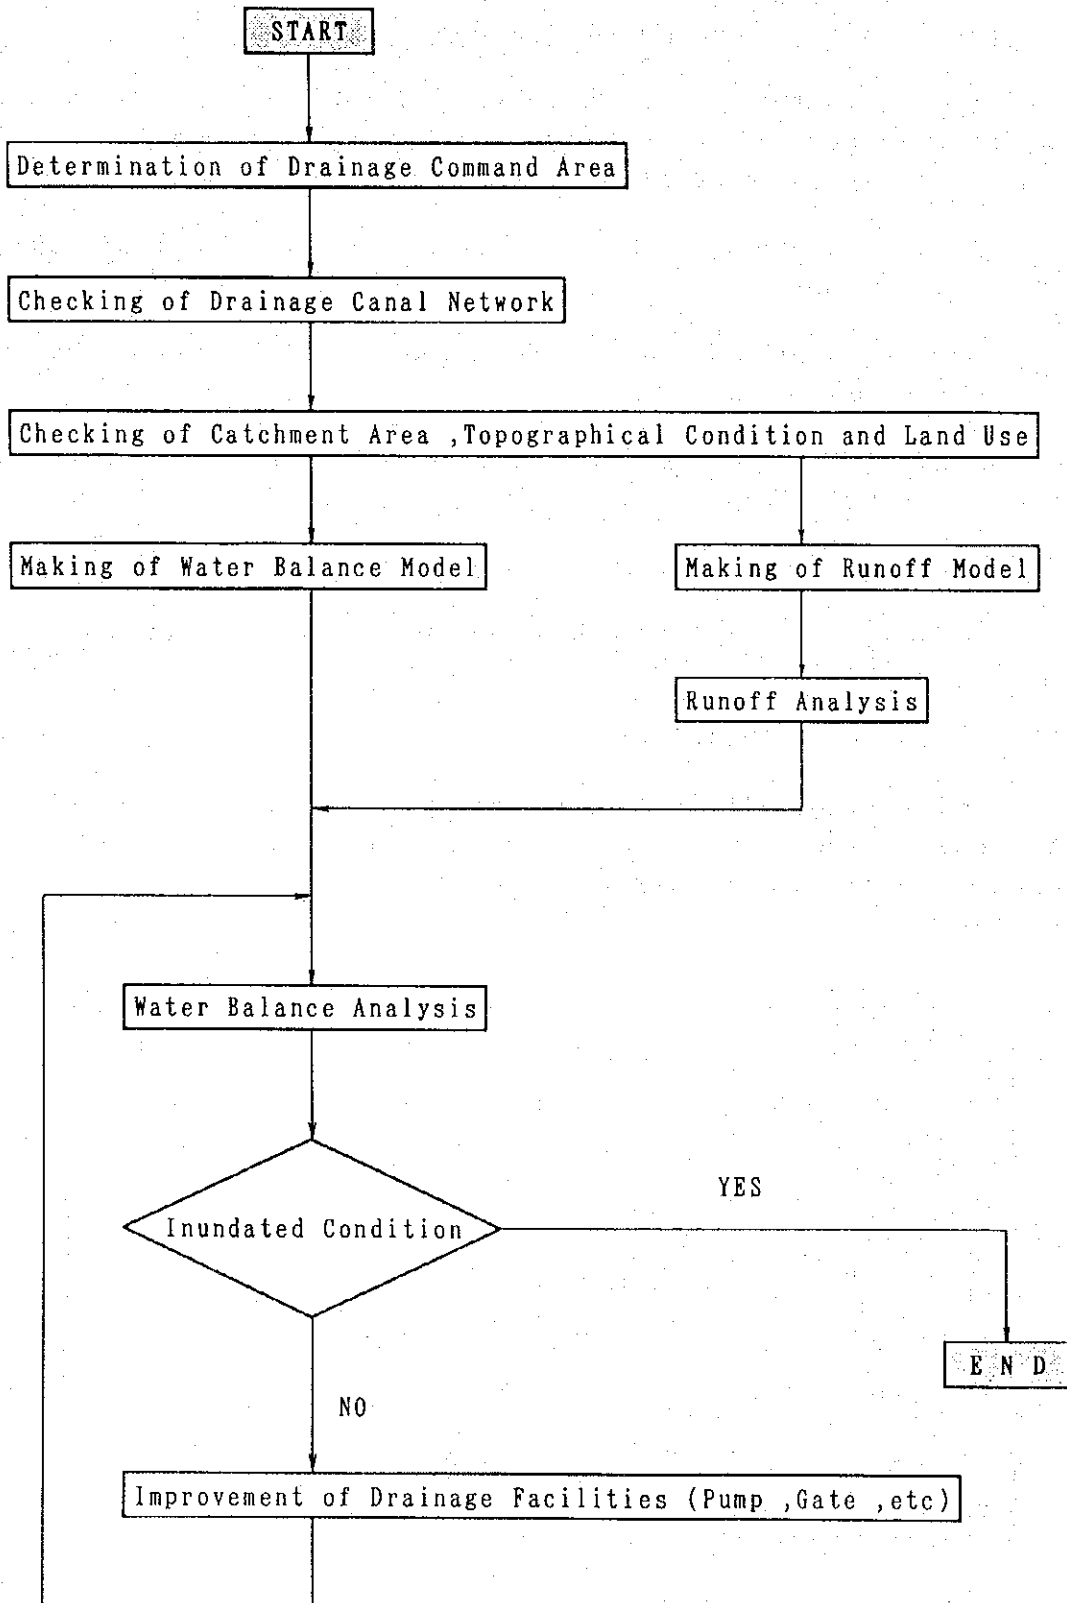 START
Determination of Drainage Command Area
Checking of Drainage Canal Network
Checking of Catchment Area ,Topographical Condition and Land Use
Making of Water Balance Model
Making of Runoff Model
Runoff Analysis
Water Balance Analysis
YES
Inundated Condition
E N D
NO
Improvement of Drainage Facilities (Pump ,Gate ,etc)